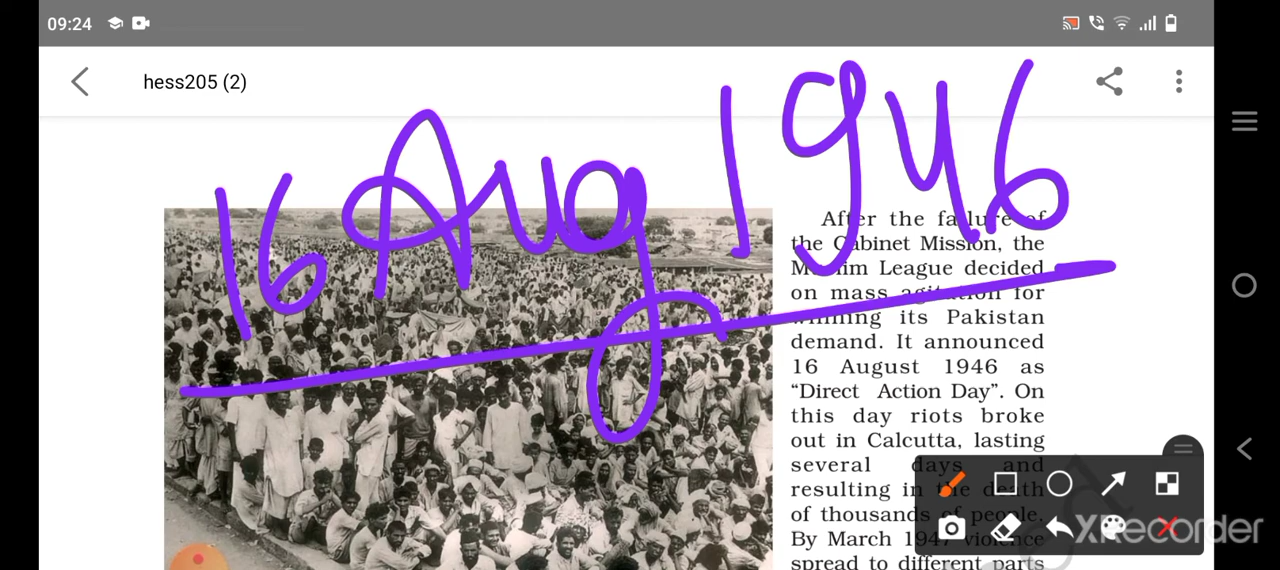 09:24
hess205 (2)
16 Aug 1946
After the failure of
the Cabinet Mission, the
Muslim League decided
on mass agitation for
winning its Pakistan
demand. It announced
16 August 1946 as
“Direct Action Day”. On
this day riots broke
out in Calcutta, lasting
several days and
resulting in the death
of thousands of people.
By March 1947 violence
spread to different parts
XRecorder